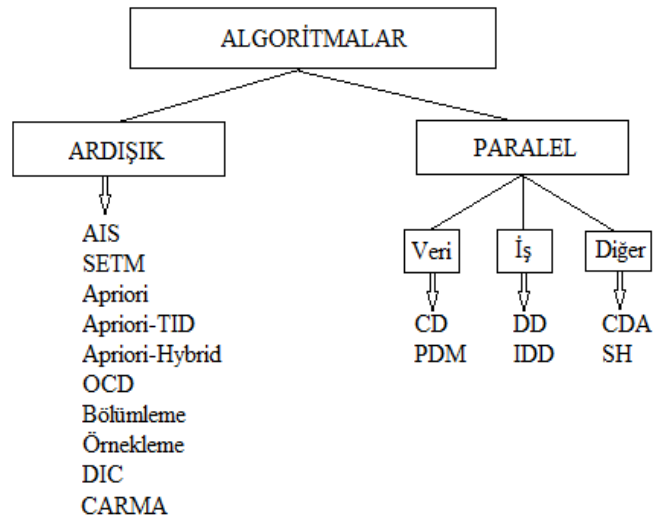 ALGORİTMALAR
ARDIŞIK
PARALEL
AIS
SETM
Apriori
Apriori-TID
Apriori-Hybrid
OCD
Bölümleme
Örnekleme
DIC
CARMA
Veri
İş
Diğer
CD
DD
CDA
PDM
IDD
SH